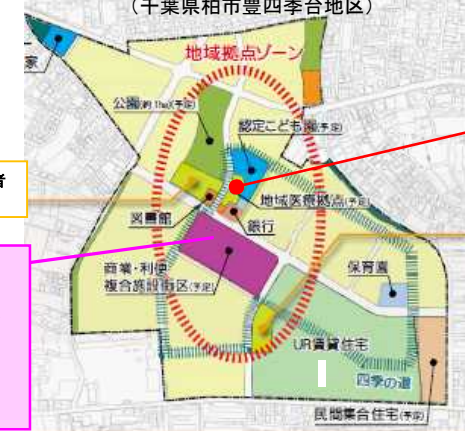 (千葉県柏市豊四季台地区)
家
地域拠点ゾーン
公園(約1ha)(予定)
認定こども園(予定)
者
地域医療拠点(予定)
図書館
銀行
商業・利便
複合施設街区(予定)
保育園
UR賃貸住宅
四季の道
民間集合住宅(予定)